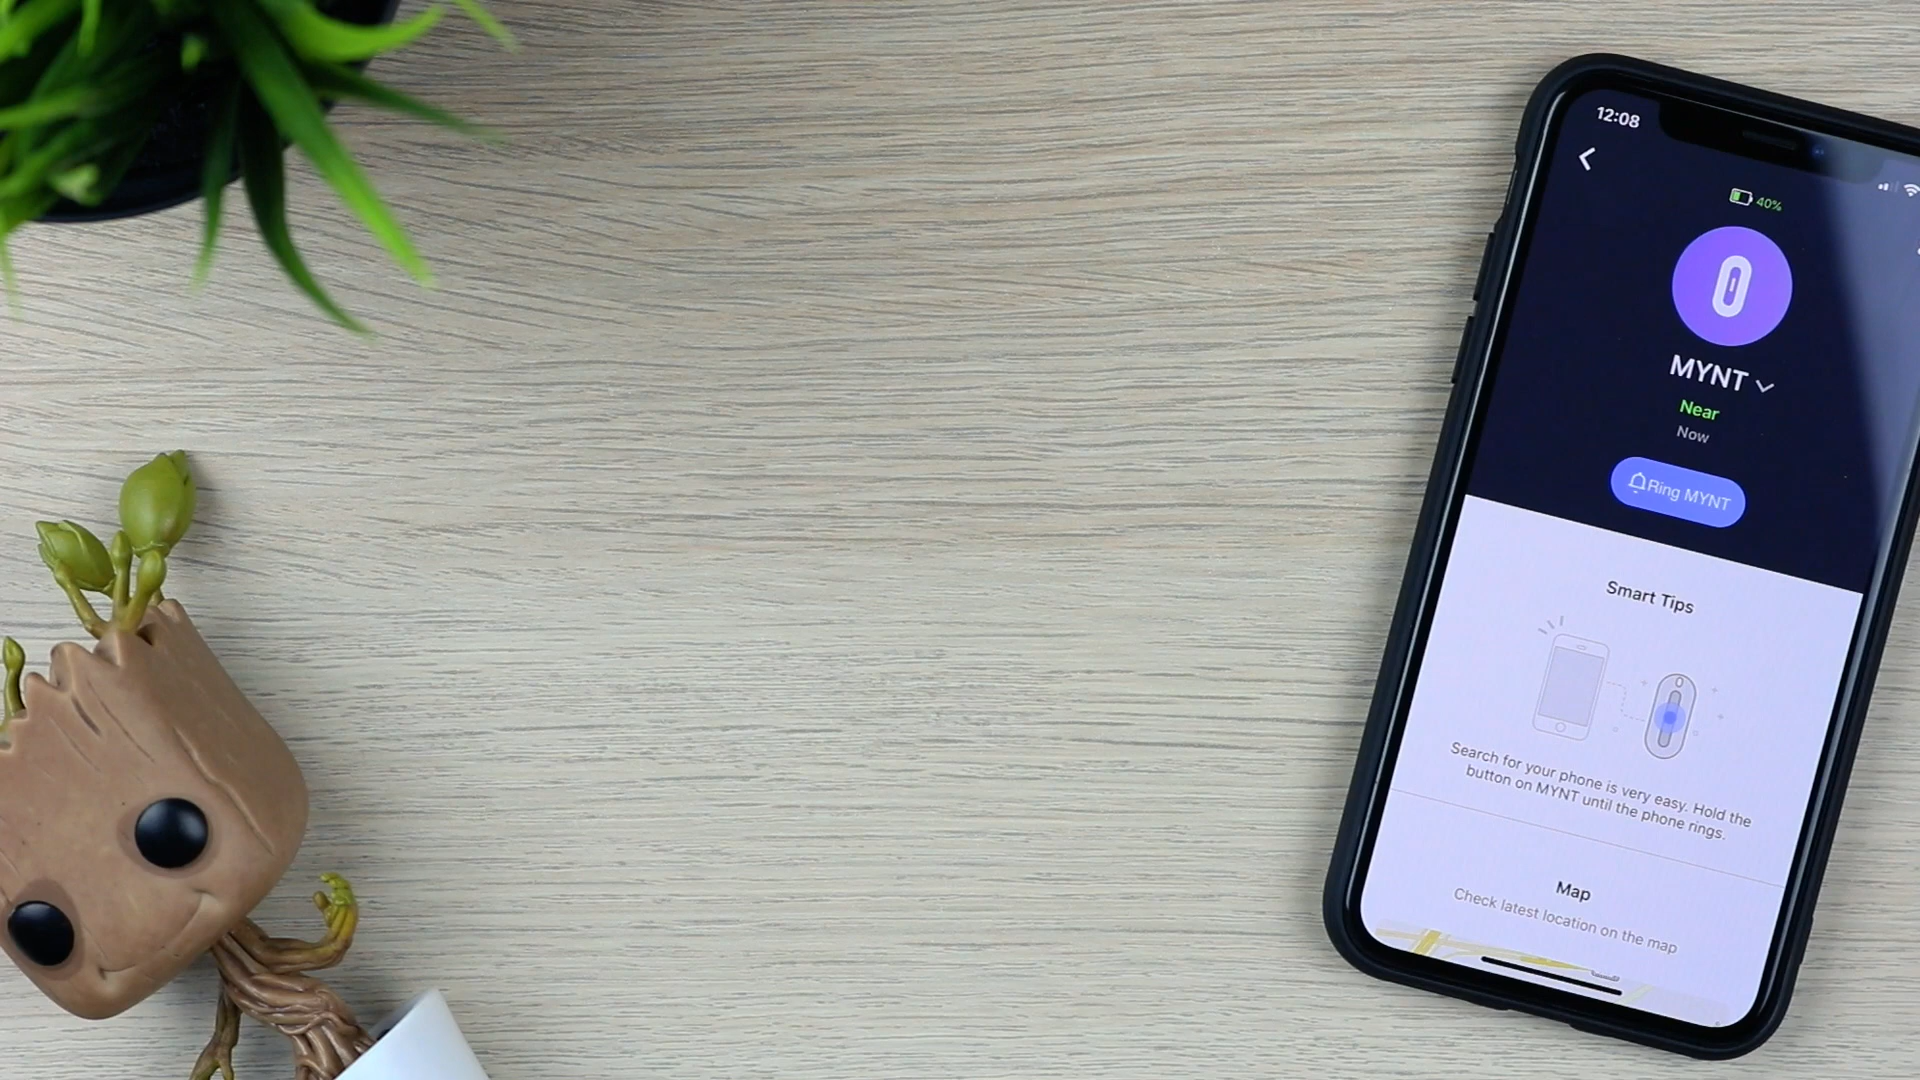 12:08
40%
MYNT
Near
Now
Ring MYNT
Smart Tips
Search for your phone is very easy. Hold the
button on MYNT until the phone rings.
Map
Check latest location on the map